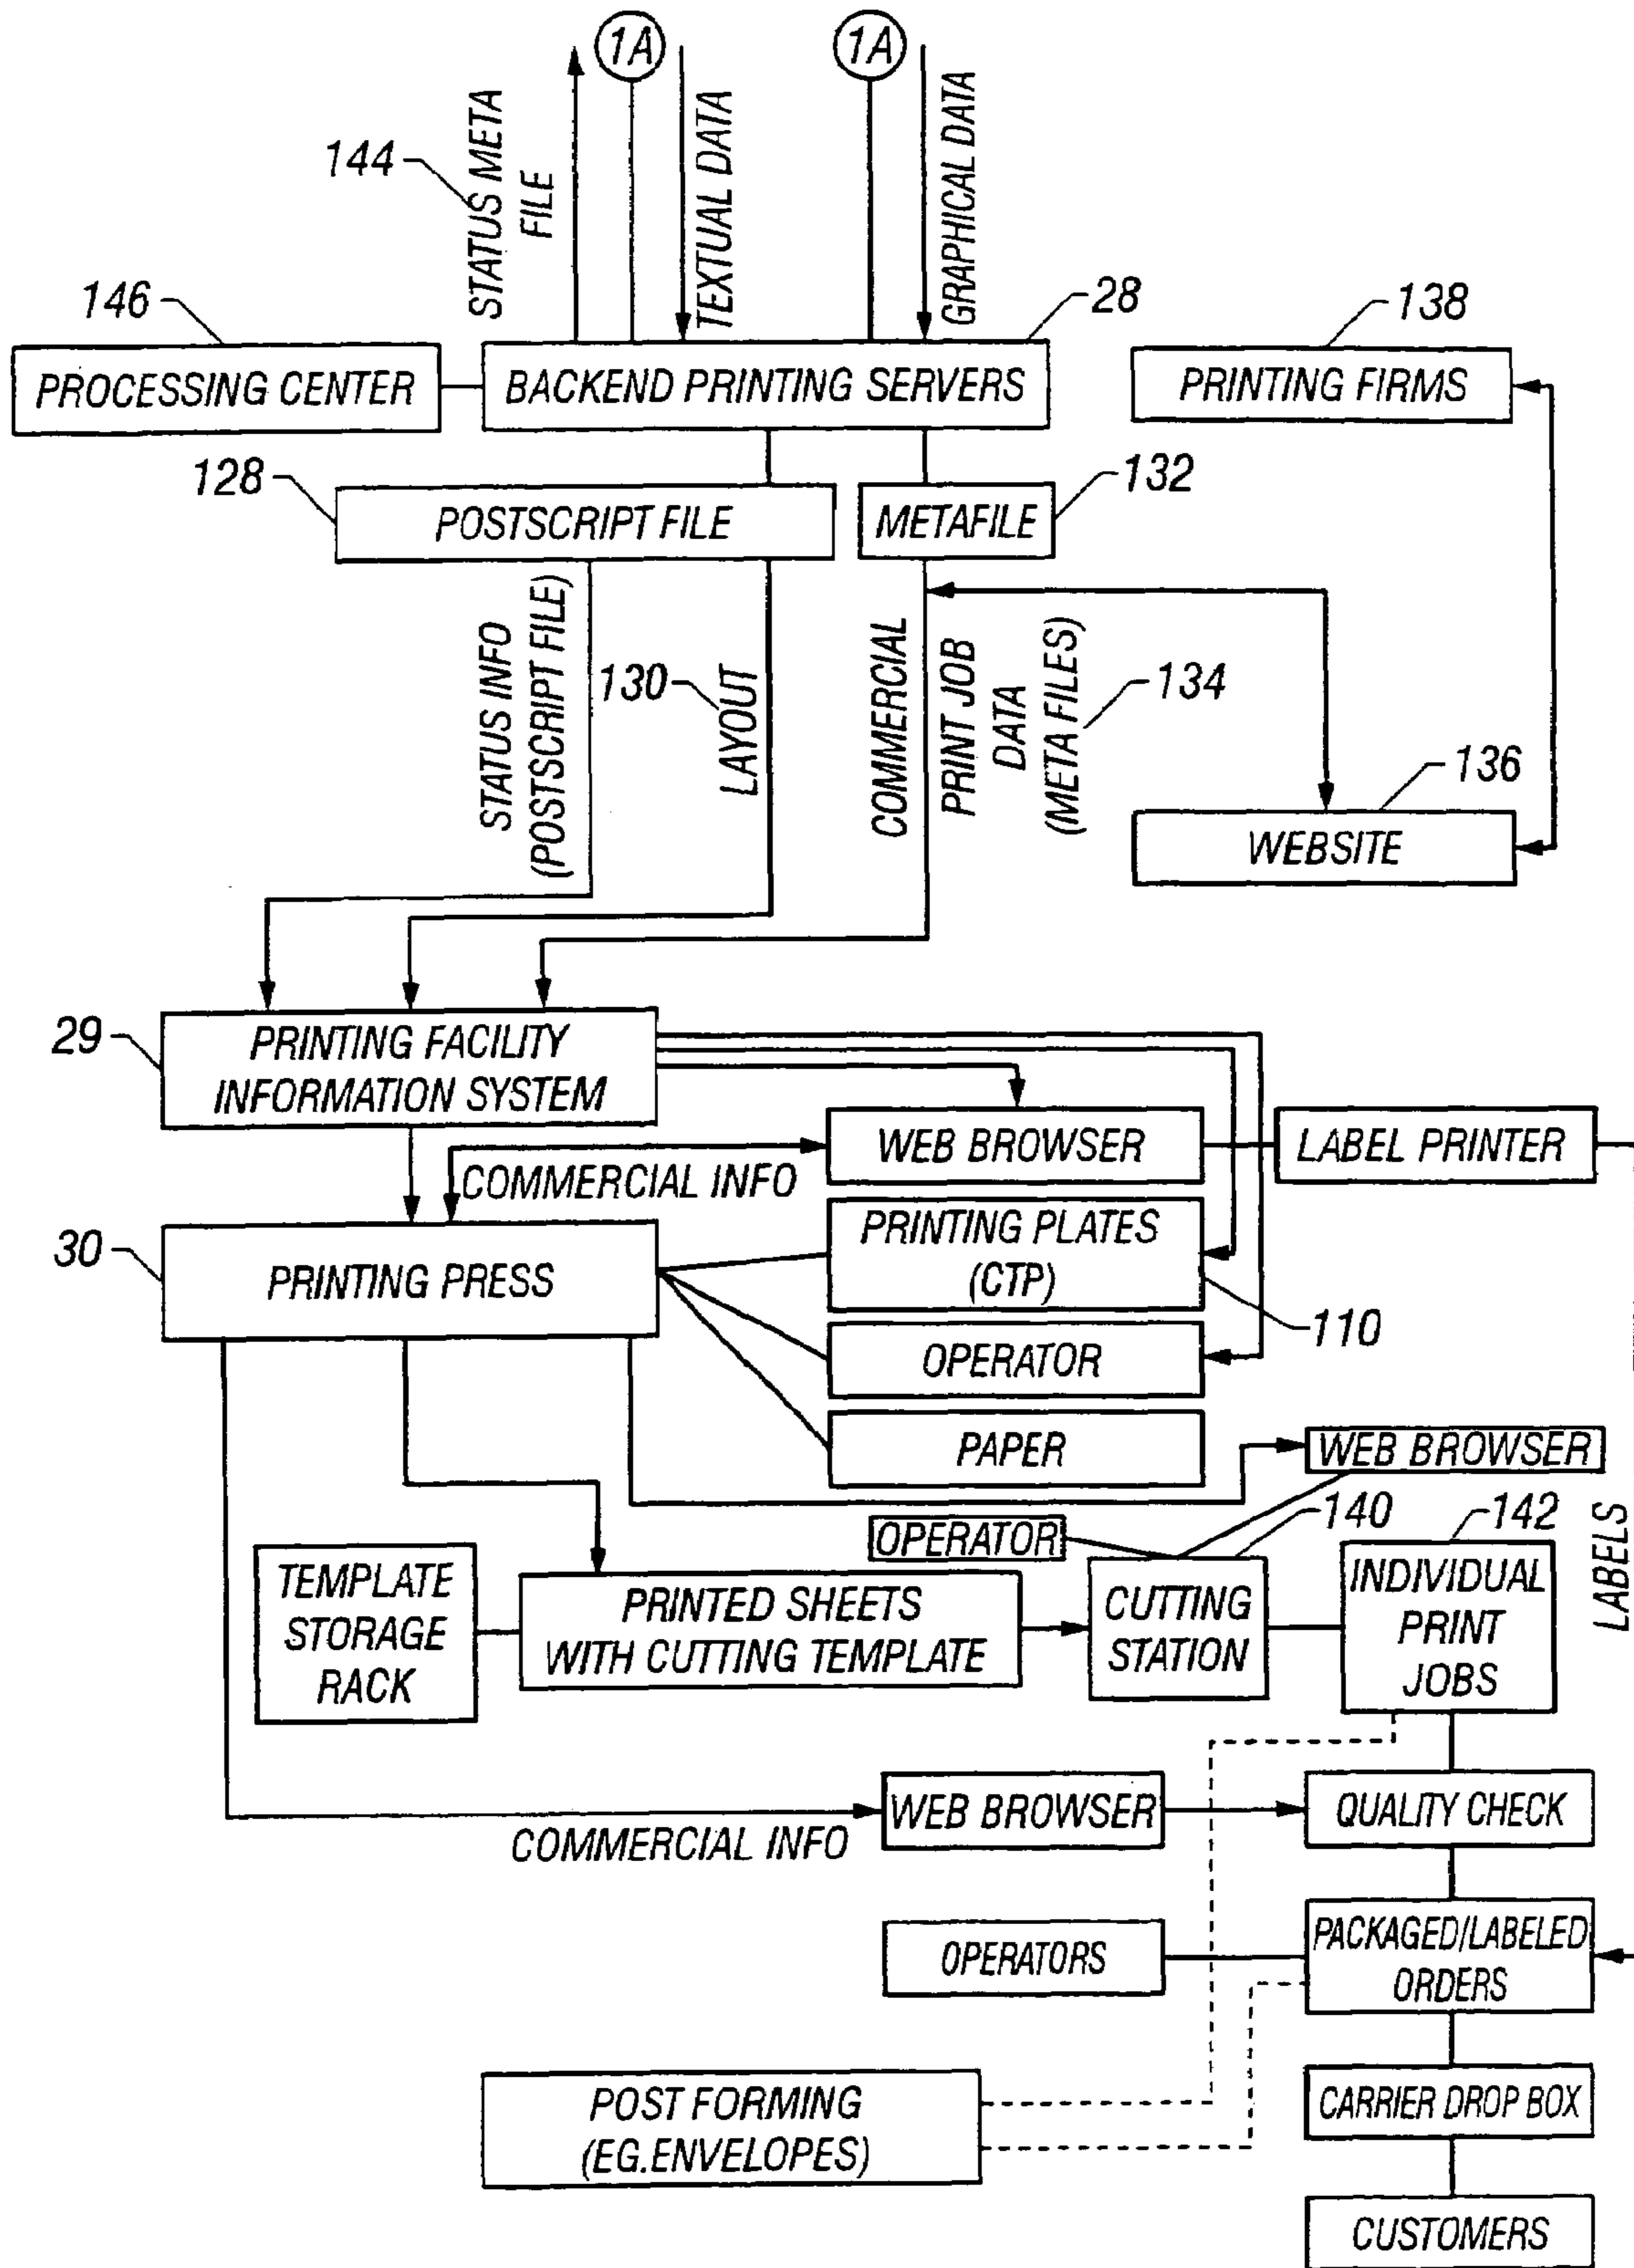 1A
1A
144
STATUS META
FILE
TEXTUAL DATA
GRAPHICAL DATA
146
28
138
PROCESSING CENTER
BACKEND PRINTING SERVERS
PRINTING FIRMS
128
132
POSTSCRIPT FILE
METAFILE
STATUS INFO
(POSTSCRIPT FILE)
130
LAYOUT
COMMERCIAL
PRINT JOB
DATA
(META FILES)
134
136
WEBSITE
29
PRINTING FACILITY
INFORMATION SYSTEM
WEB BROWSER
LABEL PRINTER
COMMERCIAL INFO
30
PRINTING PRESS
PRINTING PLATES
(CTP)
110
OPERATOR
PAPER
WEB BROWSER
LABELS
OPERATOR
140
142
TEMPLATE
STORAGE
RACK
PRINTED SHEETS
WITH CUTTING TEMPLATE
CUTTING
STATION
INDIVIDUAL
PRINT
JOBS
WEB BROWSER
QUALITY CHECK
COMMERCIAL INFO
OPERATORS
PACKAGED/LABELED
ORDERS
POST FORMING
(EG.ENVELOPES)
CARRIER DROP BOX
CUSTOMERS